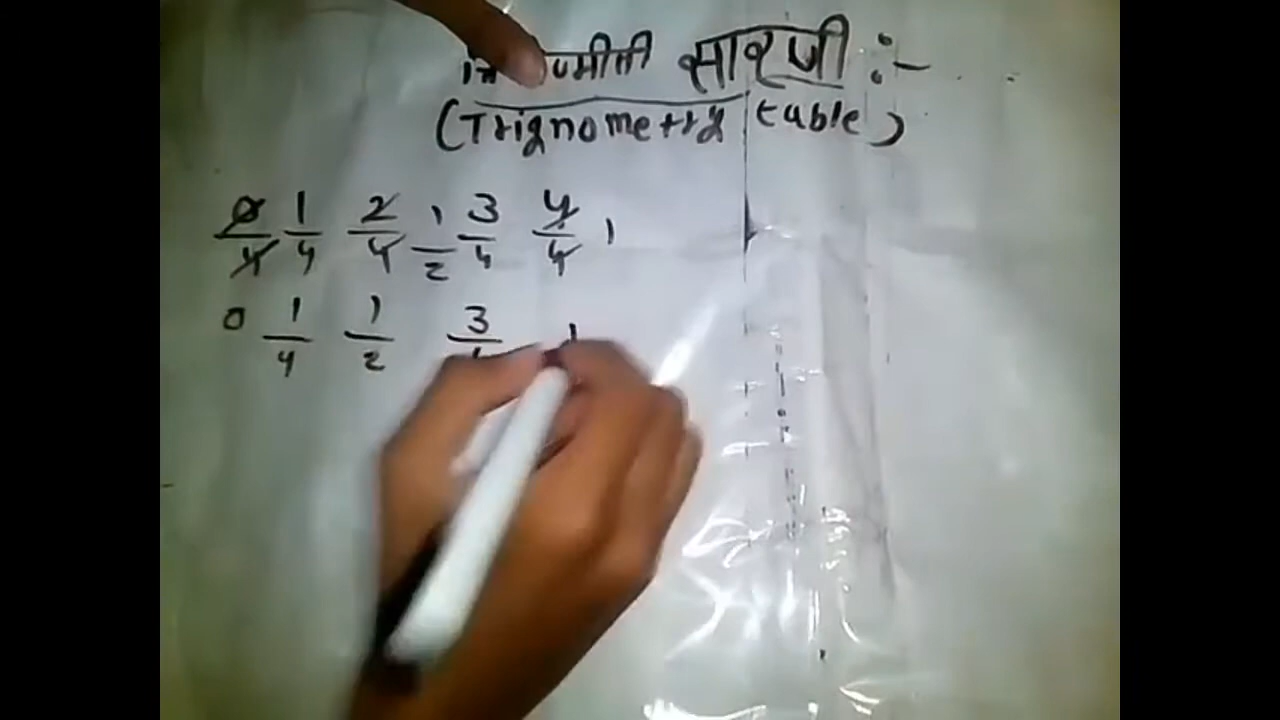 सारणी :-
(Trignometry table)
0/4 1/4 2/4 1/2 3/4 4/4 1
0 1/4 1/2 3/4 1